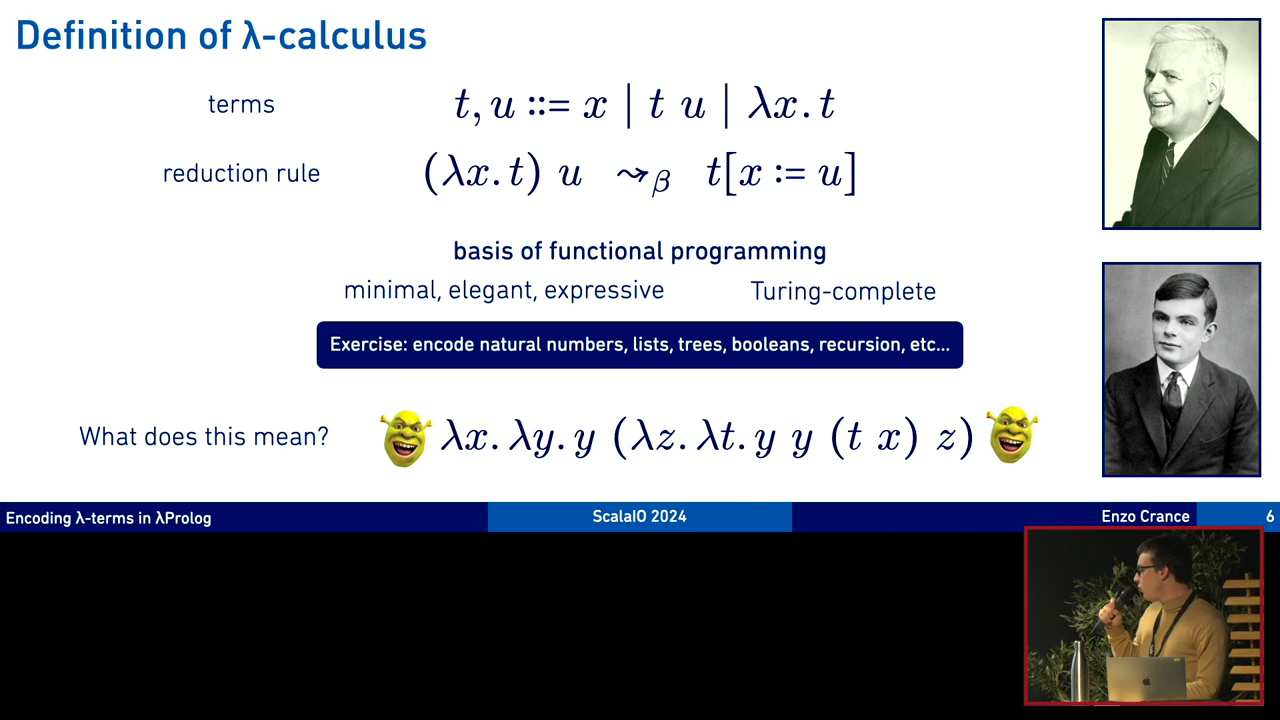 Definition of λ-calculus
terms t, u ::= x | t u | λx. t
reduction rule (λx. t) u ⇝β t[x := u]
basis of functional programming
minimal, elegant, expressive Turing-complete
Exercise: encode natural numbers, lists, trees, booleans, recursion, etc...
What does this mean? λx. λy. y (λz. λt. y y (t x) z)
Encoding λ-terms in λProlog ScalaIO 2024 Enzo Crance 6